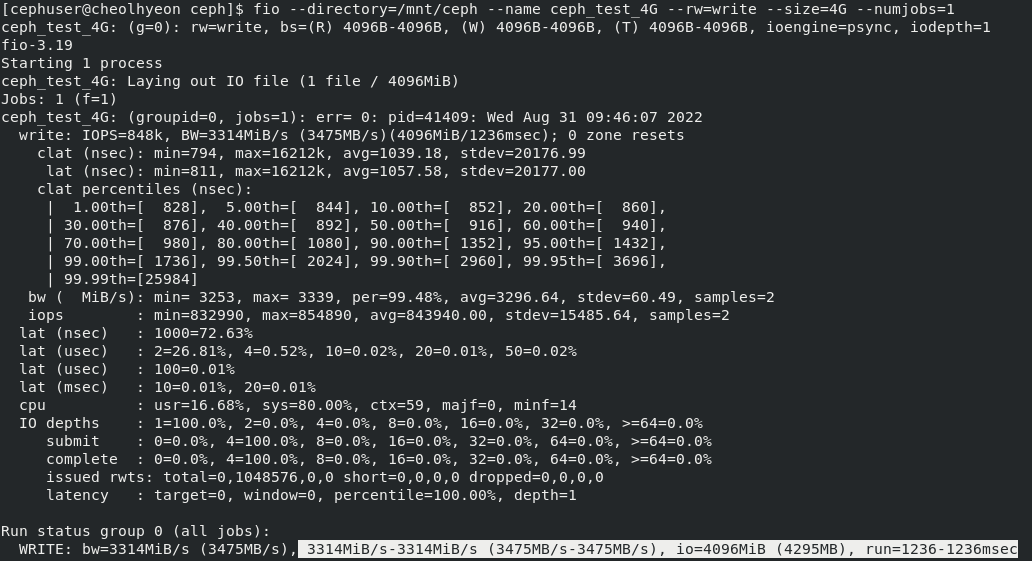 [cephuser@cheolhyeon ceph]$ fio --directory=/mnt/ceph --name ceph_test_4G --rw=write --size=4G --numjobs=1
ceph_test_4G: (g=0): rw=write, bs=(R) 4096B-4096B, (W) 4096B-4096B, (T) 4096B-4096B, ioengine=psync, iodepth=1
fio-3.19
Starting 1 process
ceph_test_4G: Laying out IO file (1 file / 4096MiB)
Jobs: 1 (f=1)
ceph_test_4G: (groupid=0, jobs=1): err= 0: pid=41409: Wed Aug 31 09:46:07 2022
  write: IOPS=848k, BW=3314MiB/s (3475MB/s)(4096MiB/1236msec); 0 zone resets
    clat (nsec): min=794, max=16212k, avg=1039.18, stdev=20176.99
     lat (nsec): min=811, max=16212k, avg=1057.58, stdev=20177.00
    clat percentiles (nsec):
     |  1.00th=[  828],  5.00th=[  844], 10.00th=[  852], 20.00th=[  860],
     | 30.00th=[  876], 40.00th=[  892], 50.00th=[  916], 60.00th=[  940],
     | 70.00th=[  980], 80.00th=[ 1080], 90.00th=[ 1352], 95.00th=[ 1432],
     | 99.00th=[ 1736], 99.50th=[ 2024], 99.90th=[ 2960], 99.95th=[ 3696],
     | 99.99th=[25984]
   bw (  MiB/s): min= 3253, max= 3339, per=99.48%, avg=3296.64, stdev=60.49, samples=2
   iops        : min=832990, max=854890, avg=843940.00, stdev=15485.64, samples=2
  lat (nsec)   : 1000=72.63%
  lat (usec)   : 2=26.81%, 4=0.52%, 10=0.02%, 20=0.01%, 50=0.02%
  lat (usec)   : 100=0.01%
  lat (msec)   : 10=0.01%, 20=0.01%
  cpu          : usr=16.68%, sys=80.00%, ctx=59, majf=0, minf=14
  IO depths    : 1=100.0%, 2=0.0%, 4=0.0%, 8=0.0%, 16=0.0%, 32=0.0%, >=64=0.0%
     submit    : 0=0.0%, 4=100.0%, 8=0.0%, 16=0.0%, 32=0.0%, 64=0.0%, >=64=0.0%
     complete  : 0=0.0%, 4=100.0%, 8=0.0%, 16=0.0%, 32=0.0%, 64=0.0%, >=64=0.0%
     issued rwts: total=0,1048576,0,0 short=0,0,0,0 dropped=0,0,0,0
     latency   : target=0, window=0, percentile=100.00%, depth=1

Run status group 0 (all jobs):
  WRITE: bw=3314MiB/s (3475MB/s), 3314MiB/s-3314MiB/s (3475MB/s-3475MB/s), io=4096MiB (4295MB), run=1236-1236msec